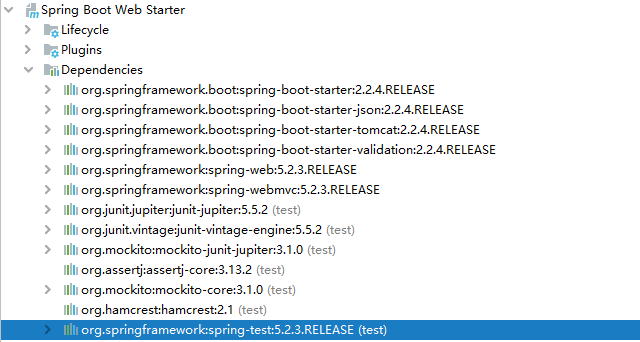 Spring Boot Web Starter
Lifecycle
Plugins
Dependencies
org.springframework.boot:spring-boot-starter:2.2.4.RELEASE
org.springframework.boot:spring-boot-starter-json:2.2.4.RELEASE
org.springframework.boot:spring-boot-starter-tomcat:2.2.4.RELEASE
org.springframework.boot:spring-boot-starter-validation:2.2.4.RELEASE
org.springframework:spring-web:5.2.3.RELEASE
org.springframework:spring-webmvc:5.2.3.RELEASE
org.junit.jupiter:junit-jupiter:5.5.2 (test)
org.junit.vintage:junit-vintage-engine:5.5.2 (test)
org.mockito:mockito-junit-jupiter:3.1.0 (test)
org.assertj:assertj-core:3.13.2 (test)
org.mockito:mockito-core:3.1.0 (test)
org.hamcrest:hamcrest:2.1 (test)
org.springframework:spring-test:5.2.3.RELEASE (test)